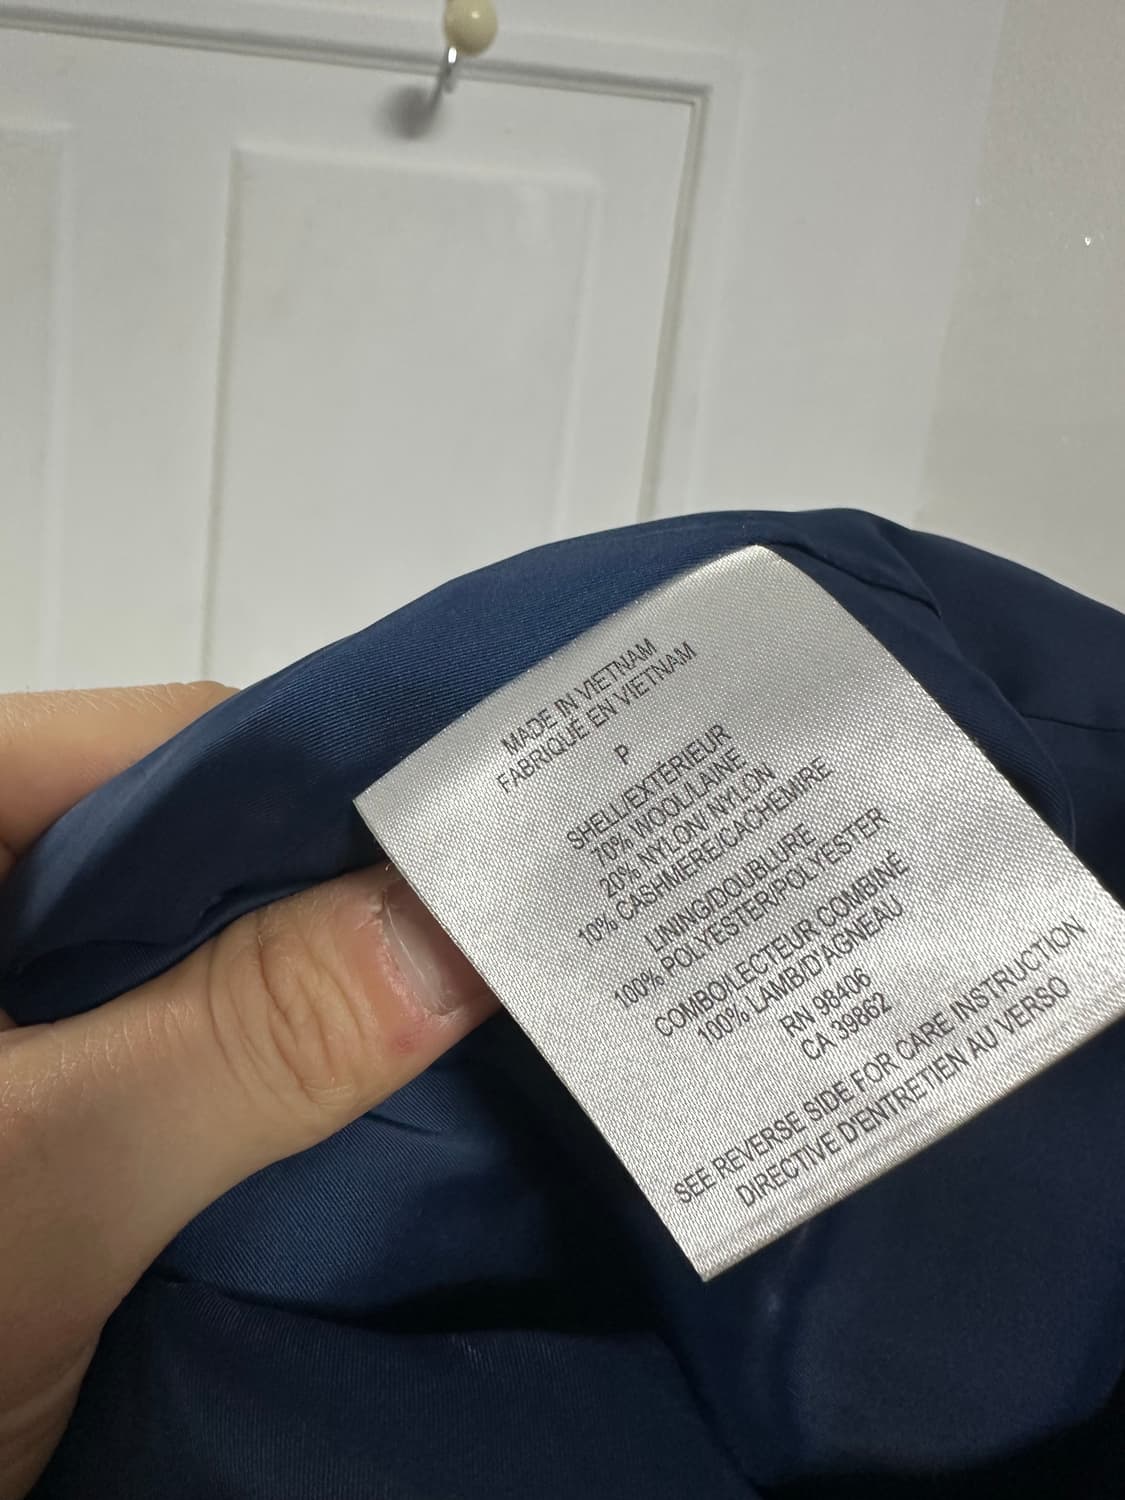 MADE IN VIETNAM
FABRIQUÉ EN VIETNAM
P
SHELL/EXTÉRIEUR
70% WOOL/LAINE
20% NYLON/ NYLON
10% CASHMERE/CACHEMIRE
LINING/DOUBLURE
100% POLYESTER/POLYESTER
COMBO/LECTEUR COMBINÉ
100% LAMB/D'AGNEAU
RN 98406
CA 39862
SEE REVERSE SIDE FOR CARE INSTRUCTION
DIRECTIVE D'ENTRETIEN AU VERSO